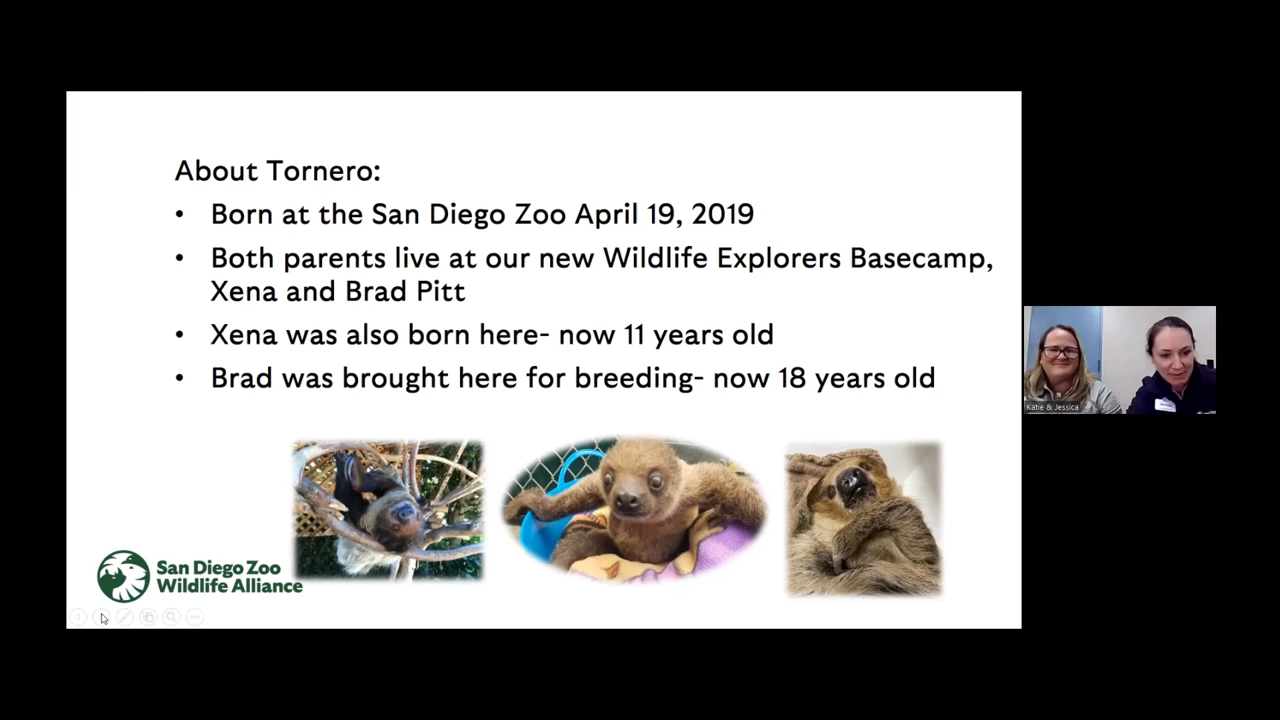 About Tornero:
• Born at the San Diego Zoo April 19, 2019
• Both parents live at our new Wildlife Explorers Basecamp,
Xena and Brad Pitt
• Xena was also born here- now 11 years old
• Brad was brought here for breeding- now 18 years old
San Diego Zoo
Wildlife Alliance
Katie & Jessica